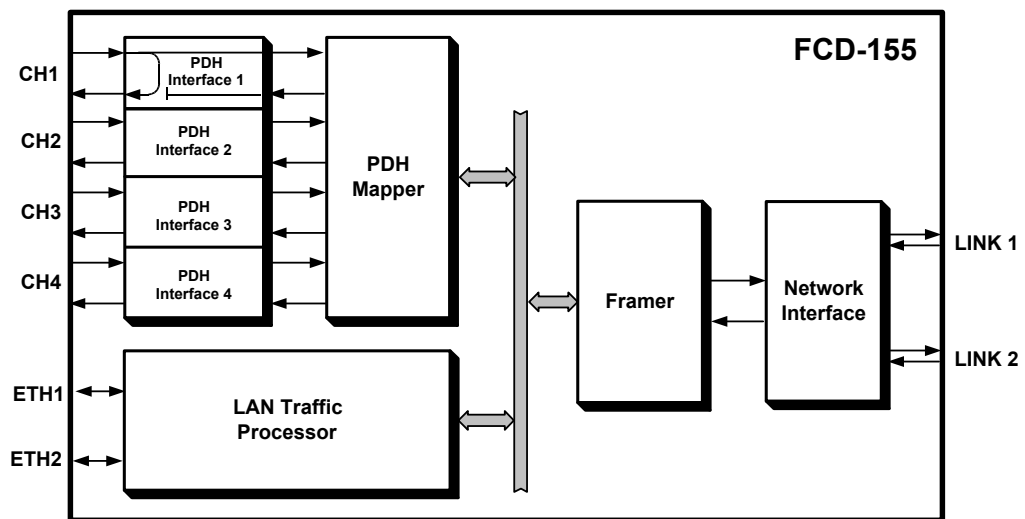 FCD-155
CH1
CH2
CH3
CH4
PDH
Interface 1
PDH
Interface 2
PDH
Interface 3
PDH
Interface 4
PDH
Mapper
Framer
Network
Interface
LINK 1
LINK 2
ETH1
ETH2
LAN Traffic
Processor